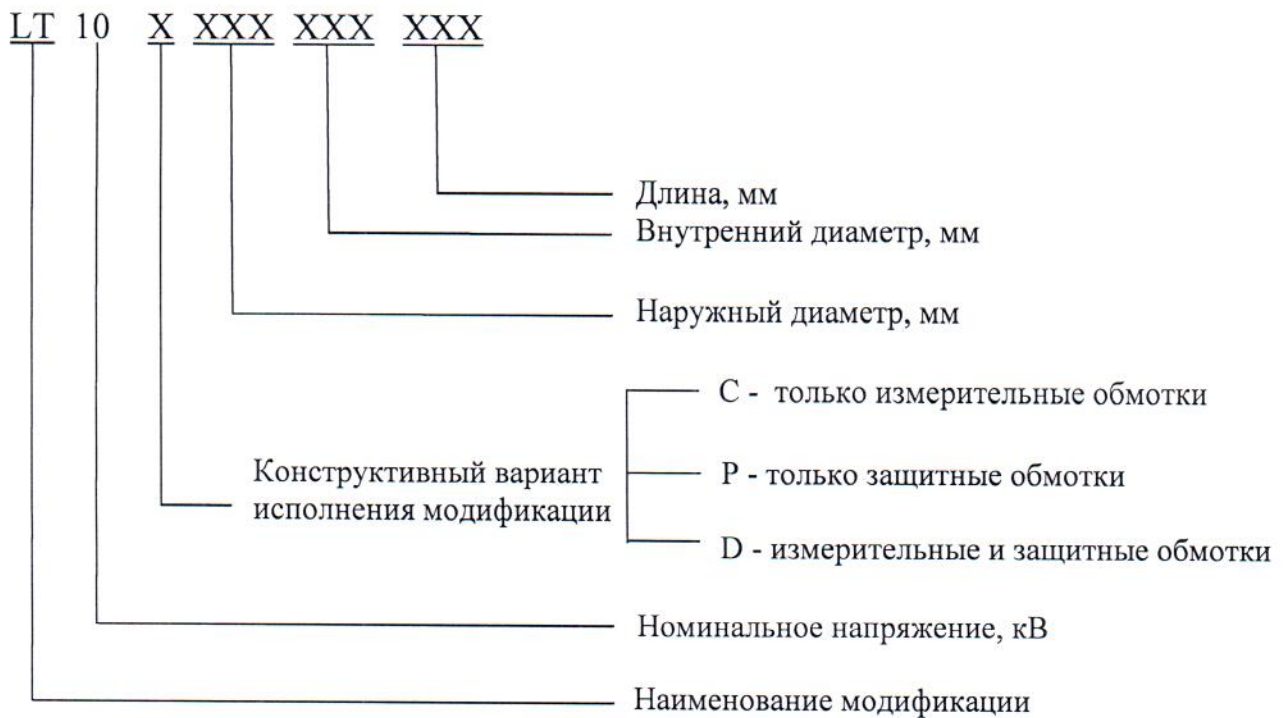 LT 10 X XXX XXX XXX
Длина, мм
Внутренний диаметр, мм
Наружный диаметр, мм
С - только измерительные обмотки
Конструктивный вариант
исполнения модификации
Р - только защитные обмотки
D - измерительные и защитные обмотки
Номинальное напряжение, кВ
Наименование модификации